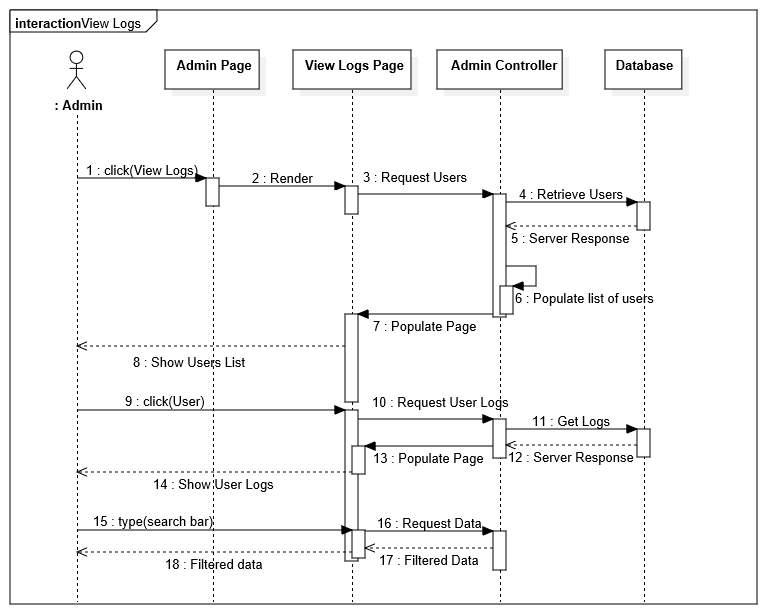 interactionView Logs
Admin Page
View Logs Page
Admin Controller
Database
: Admin
1 : click(View Logs)
2 : Render
3 : Request Users
4 : Retrieve Users
5 : Server Response
6 : Populate list of users
7 : Populate Page
8 : Show Users List
9 : click(User)
10 : Request User Logs
11 : Get Logs
12 : Server Response
13 : Populate Page
14 : Show User Logs
15 : type(search bar)
16 : Request Data
17 : Filtered Data
18 : Filtered data